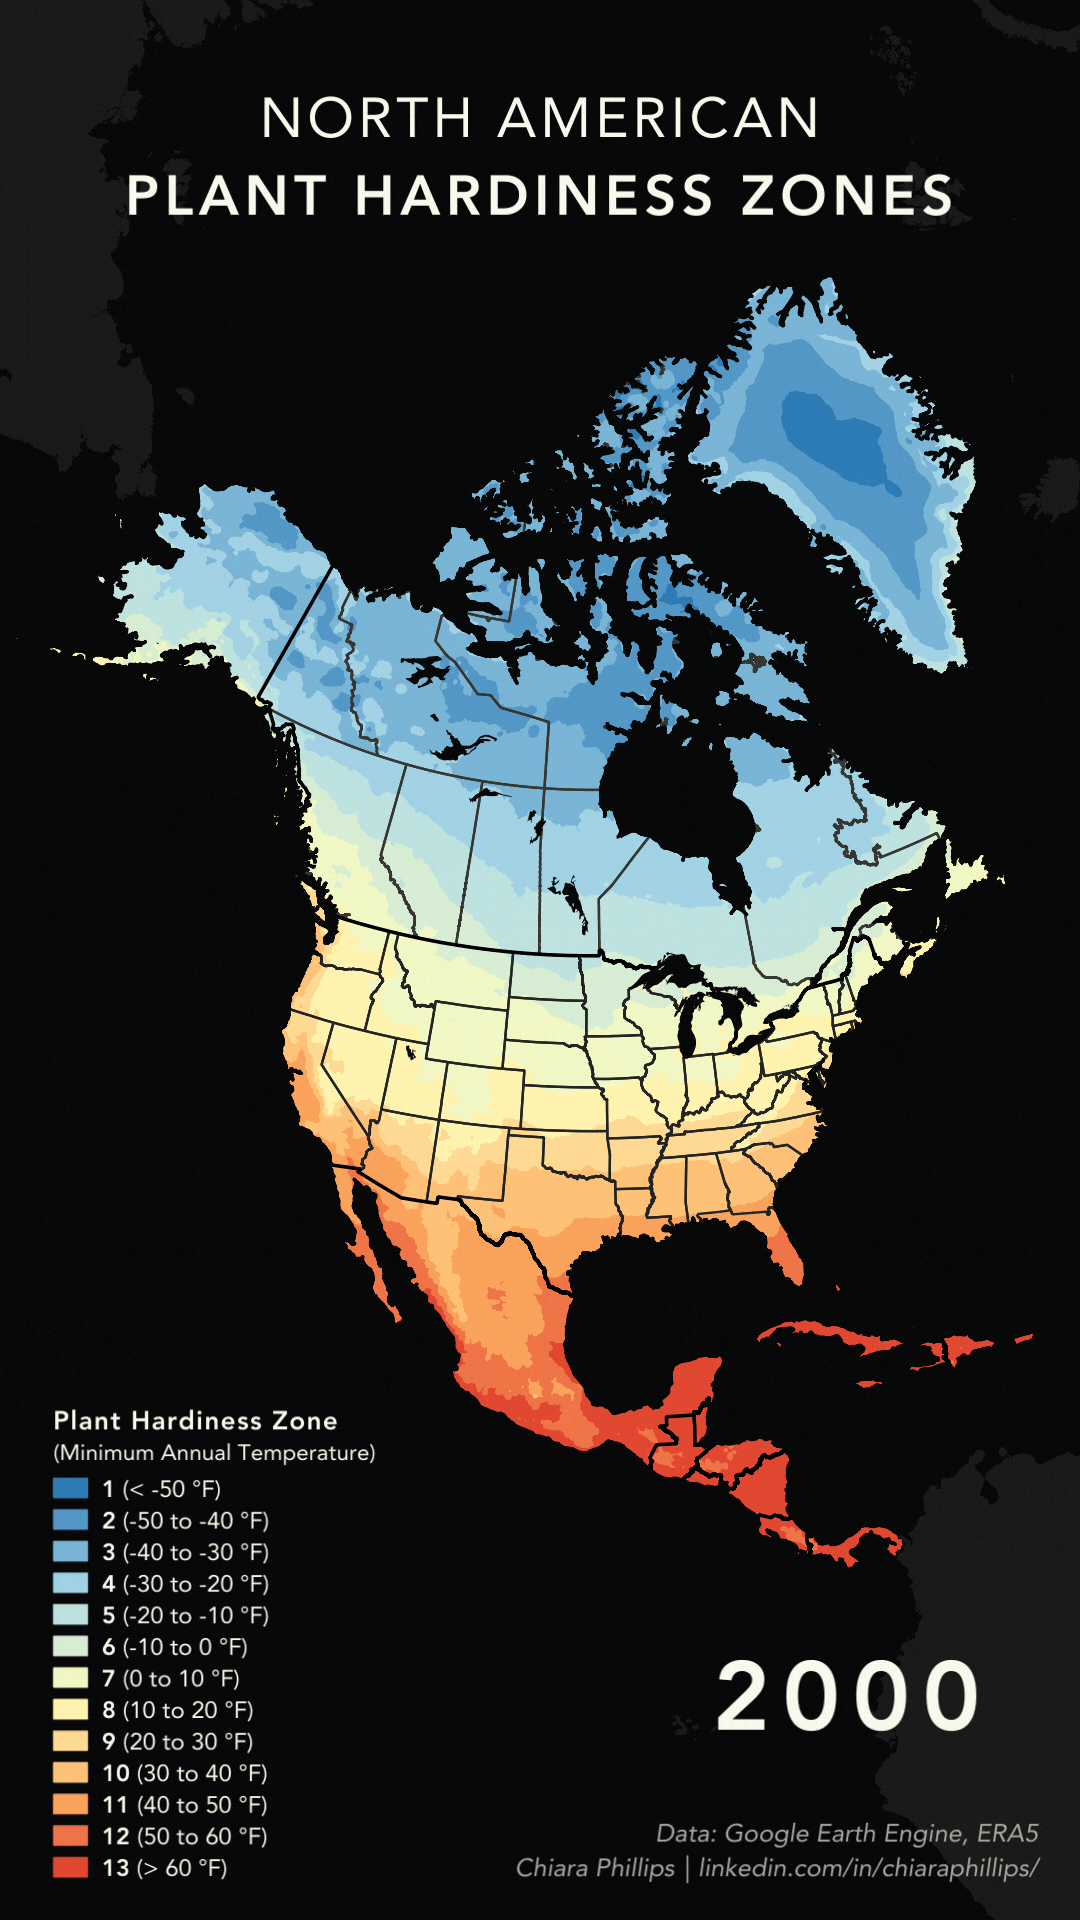 NORTH AMERICAN
PLANT HARDINESS ZONES
Plant Hardiness Zone
(Minimum Annual Temperature)
1 (< -50 °F)
2 (-50 to -40 °F)
3 (-40 to -30 °F)
4 (-30 to -20 °F)
5 (-20 to -10 °F)
6 (-10 to 0 °F)
7 (0 to 10 °F)
8 (10 to 20 °F)
9 (20 to 30 °F)
10 (30 to 40 °F)
11 (40 to 50 °F)
12 (50 to 60 °F)
13 (> 60 °F)
2000
Data: Google Earth Engine, ERA5
Chiara Phillips | linkedin.com/in/chiaraphillips/